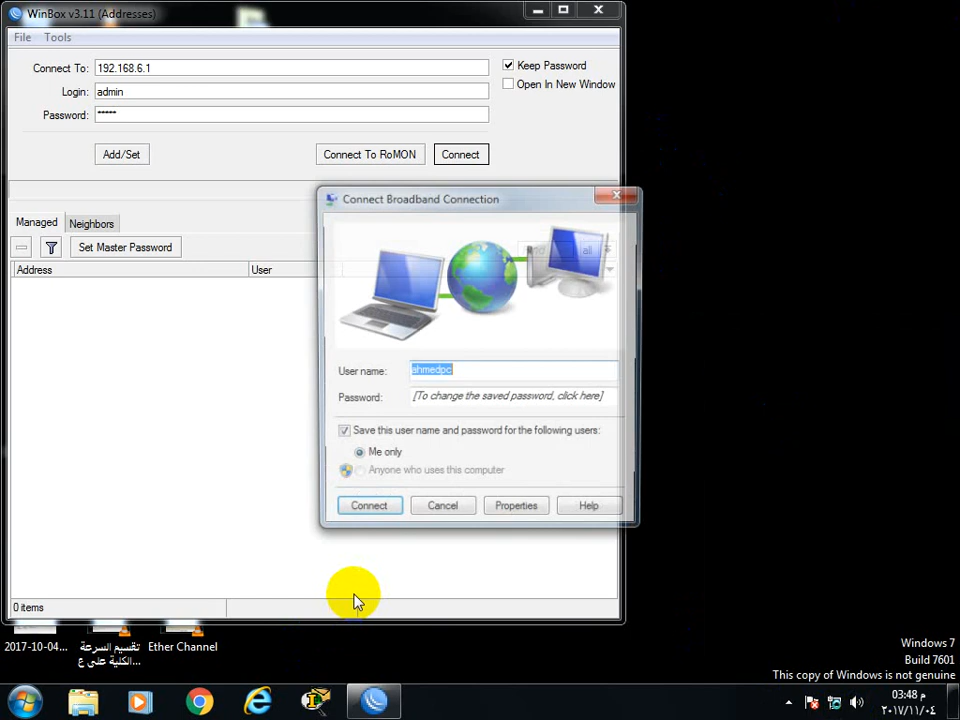 WinBox v3.11 (Addresses)
File Tools
Connect To: 192.168.6.1
Keep Password
Open In New Window
Login: admin
Password: *****
Add/Set
Connect To RoMON
Connect
Managed
Neighbors
Set Master Password
all
Address
User
Connect Broadband Connection
User name: ahmedpc
Password: [To change the saved password, click here]
Save this user name and password for the following users:
Me only
Anyone who uses this computer
Connect
Cancel
Properties
Help
0 items
2017-10-04...
تقسيم السرعة
الكلية على ع...
Ether Channel
Windows 7
Build 7601
This copy of Windows is not genuine
03:48 م
٢٠١٧/١١/٠٤